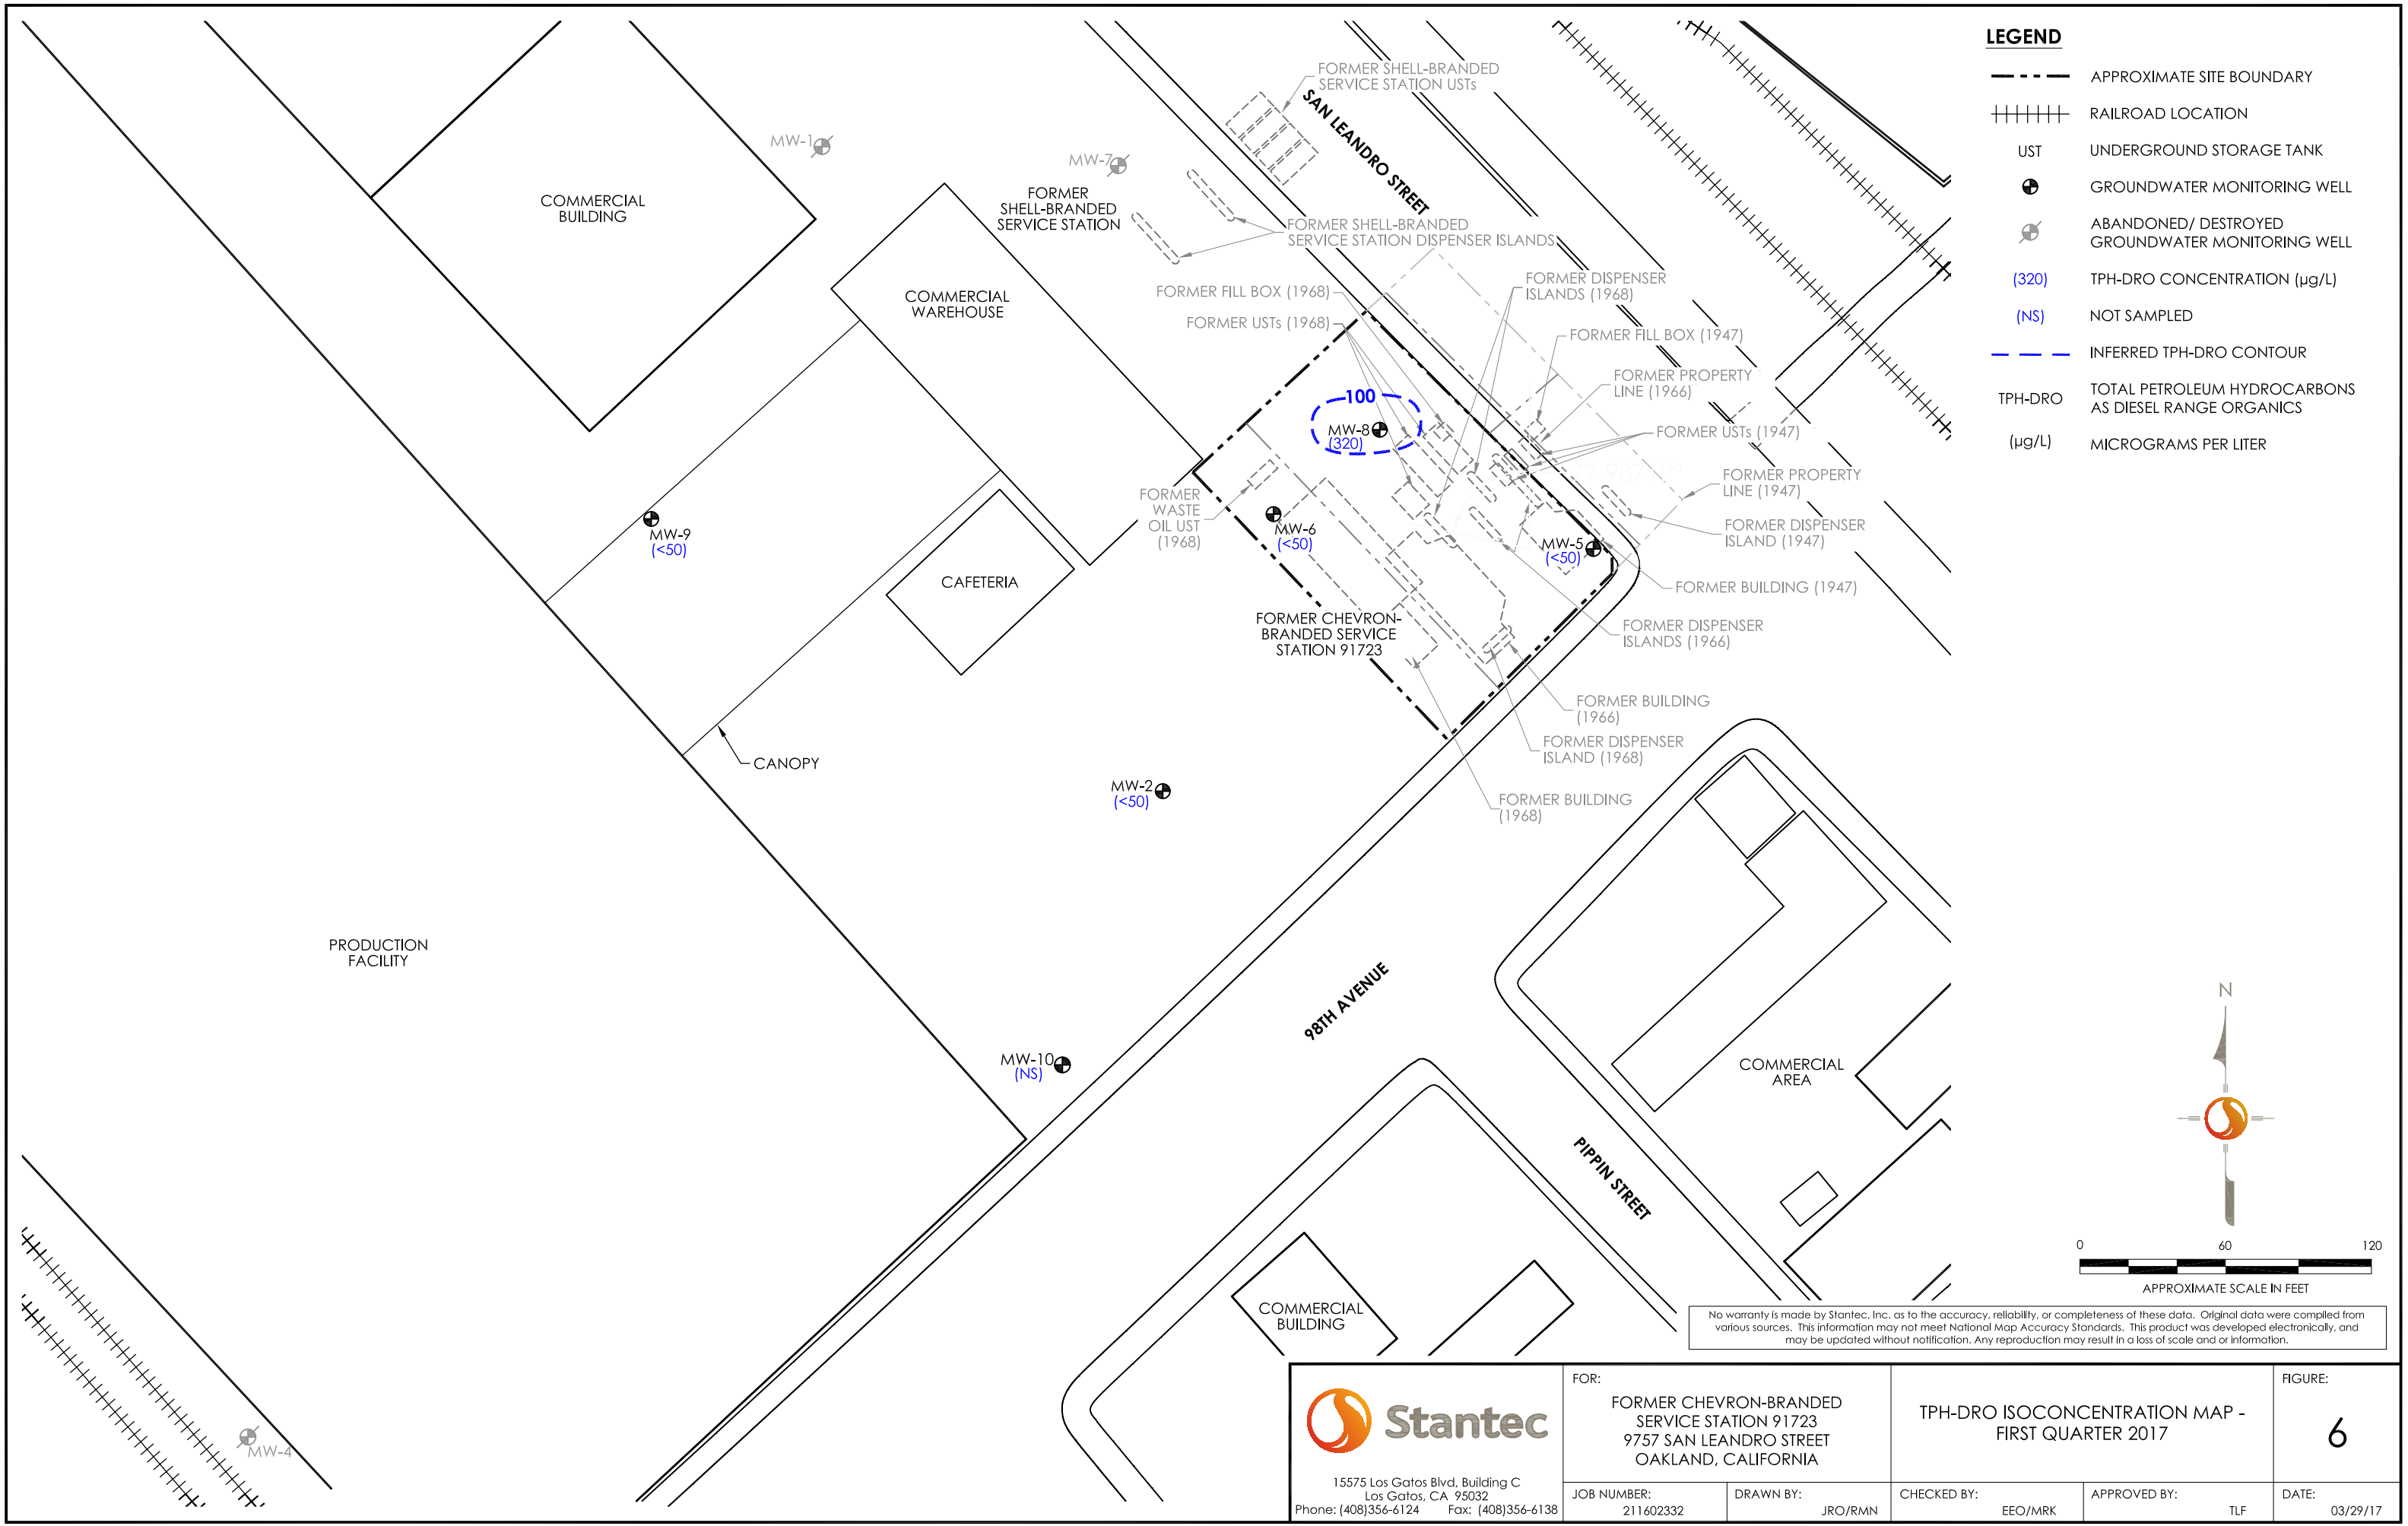 LEGEND
APPROXIMATE SITE BOUNDARY
RAILROAD LOCATION
UST UNDERGROUND STORAGE TANK
GROUNDWATER MONITORING WELL
ABANDONED/ DESTROYED
GROUNDWATER MONITORING WELL
(320) TPH-DRO CONCENTRATION (µg/L)
(NS) NOT SAMPLED
INFERRED TPH-DRO CONTOUR
TPH-DRO TOTAL PETROLEUM HYDROCARBONS
AS DIESEL RANGE ORGANICS
(µg/L) MICROGRAMS PER LITER
FORMER SHELL-BRANDED
SERVICE STATION USTs
SAN LEANDRO STREET
MW-1
MW-7
COMMERCIAL
BUILDING
FORMER
SHELL-BRANDED
SERVICE STATION
FORMER SHELL-BRANDED
SERVICE STATION DISPENSER ISLANDS
COMMERCIAL
WAREHOUSE
FORMER FILL BOX (1968)
FORMER USTs (1968)
FORMER DISPENSER
ISLANDS (1968)
FORMER FILL BOX (1947)
FORMER PROPERTY
LINE (1966)
FORMER USTs (1947)
FORMER PROPERTY
LINE (1947)
FORMER DISPENSER
ISLAND (1947)
100
MW-8
(320)
FORMER
WASTE
OIL UST
(1968)
MW-6
(<50)
MW-5
(<50)
MW-9
(<50)
CAFETERIA
FORMER BUILDING (1947)
FORMER CHEVRON-
BRANDED SERVICE
STATION 91723
FORMER DISPENSER
ISLANDS (1966)
FORMER BUILDING
(1966)
FORMER DISPENSER
ISLAND (1968)
FORMER BUILDING
(1968)
CANOPY
MW-2
(<50)
PRODUCTION
FACILITY
98TH AVENUE
MW-10
(NS)
COMMERCIAL
AREA
PIPPIN STREET
COMMERCIAL
BUILDING
MW-4
N
0 60 120
APPROXIMATE SCALE IN FEET
No warranty is made by Stantec, Inc. as to the accuracy, reliability, or completeness of these data. Original data were compiled from
various sources. This information may not meet National Map Accuracy Standards. This product was developed electronically, and
may be updated without notification. Any reproduction may result in a loss of scale and or information.
Stantec
15575 Los Gatos Blvd, Building C
Los Gatos, CA 95032
Phone: (408)356-6124 Fax: (408)356-6138
FOR:
FORMER CHEVRON-BRANDED
SERVICE STATION 91723
9757 SAN LEANDRO STREET
OAKLAND, CALIFORNIA
TPH-DRO ISOCONCENTRATION MAP -
FIRST QUARTER 2017
FIGURE:
6
JOB NUMBER:
211602332
DRAWN BY:
JRO/RMN
CHECKED BY:
EEO/MRK
APPROVED BY:
TLF
DATE:
03/29/17